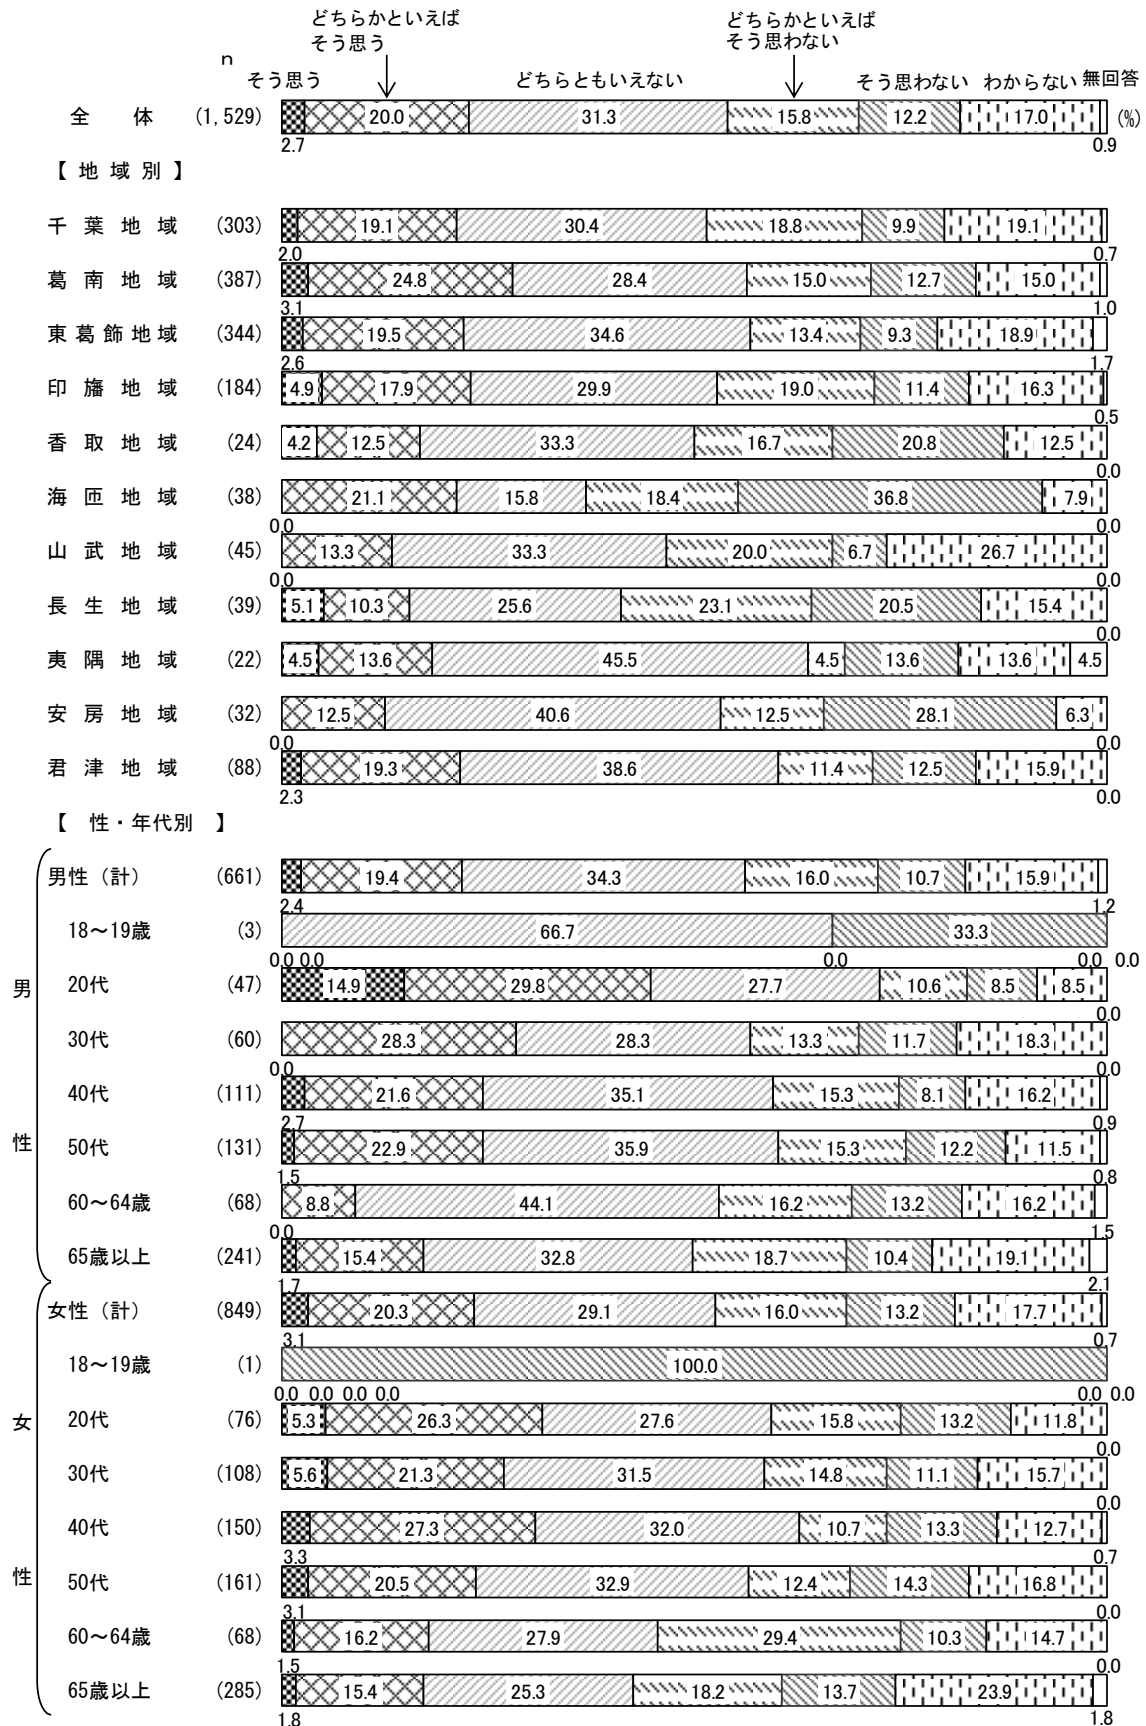 どちらかといえば
そう思う
どちらかといえば
そう思わない
n
そう思う どちらともいえない そう思わない わからない 無回答
全体 (1,529) 20.0 31.3 15.8 12.2 17.0 (%)
2.7 0.9
【地域別】
千葉地域 (303) 19.1 30.4 18.8 9.9 19.1
2.0 0.7
葛南地域 (387) 24.8 28.4 15.0 12.7 15.0
3.1 1.0
東葛飾地域 (344) 19.5 34.6 13.4 9.3 18.9
2.6 1.7
印旛地域 (184) 4.9 17.9 29.9 19.0 11.4 16.3
0.5
香取地域 (24) 4.2 12.5 33.3 16.7 20.8 12.5
0.0
海匝地域 (38) 21.1 15.8 18.4 36.8 7.9
0.0 0.0
山武地域 (45) 13.3 33.3 20.0 6.7 26.7
0.0 0.0
長生地域 (39) 5.1 10.3 25.6 23.1 20.5 15.4
0.0
夷隅地域 (22) 4.5 13.6 45.5 4.5 13.6 13.6 4.5
安房地域 (32) 12.5 40.6 12.5 28.1 6.3
0.0 0.0
君津地域 (88) 19.3 38.6 11.4 12.5 15.9
2.3 0.0
【 性・年代別 】
男性(計) (661) 19.4 34.3 16.0 10.7 15.9
2.4 1.2
18～19歳 (3) 66.7 33.3
0.0 0.0 0.0 0.0 0.0
男
20代 (47) 14.9 29.8 27.7 10.6 8.5 8.5
0.0
30代 (60) 28.3 28.3 13.3 11.7 18.3
0.0 0.0
40代 (111) 21.6 35.1 15.3 8.1 16.2
2.7 0.9
性
50代 (131) 22.9 35.9 15.3 12.2 11.5
1.5 0.8
60～64歳 (68) 8.8 44.1 16.2 13.2 16.2
0.0 1.5
65歳以上 (241) 15.4 32.8 18.7 10.4 19.1
1.7 2.1
女性(計) (849) 20.3 29.1 16.0 13.2 17.7
3.1 0.7
18～19歳 (1) 100.0
0.0 0.0 0.0 0.0 0.0 0.0
女
20代 (76) 5.3 26.3 27.6 15.8 13.2 11.8
0.0
30代 (108) 5.6 21.3 31.5 14.8 11.1 15.7
0.0
40代 (150) 27.3 32.0 10.7 13.3 12.7
3.3 0.7
性
50代 (161) 20.5 32.9 12.4 14.3 16.8
3.1 0.0
60～64歳 (68) 16.2 27.9 29.4 10.3 14.7
1.5 0.0
65歳以上 (285) 15.4 25.3 18.2 13.7 23.9
1.8 1.8